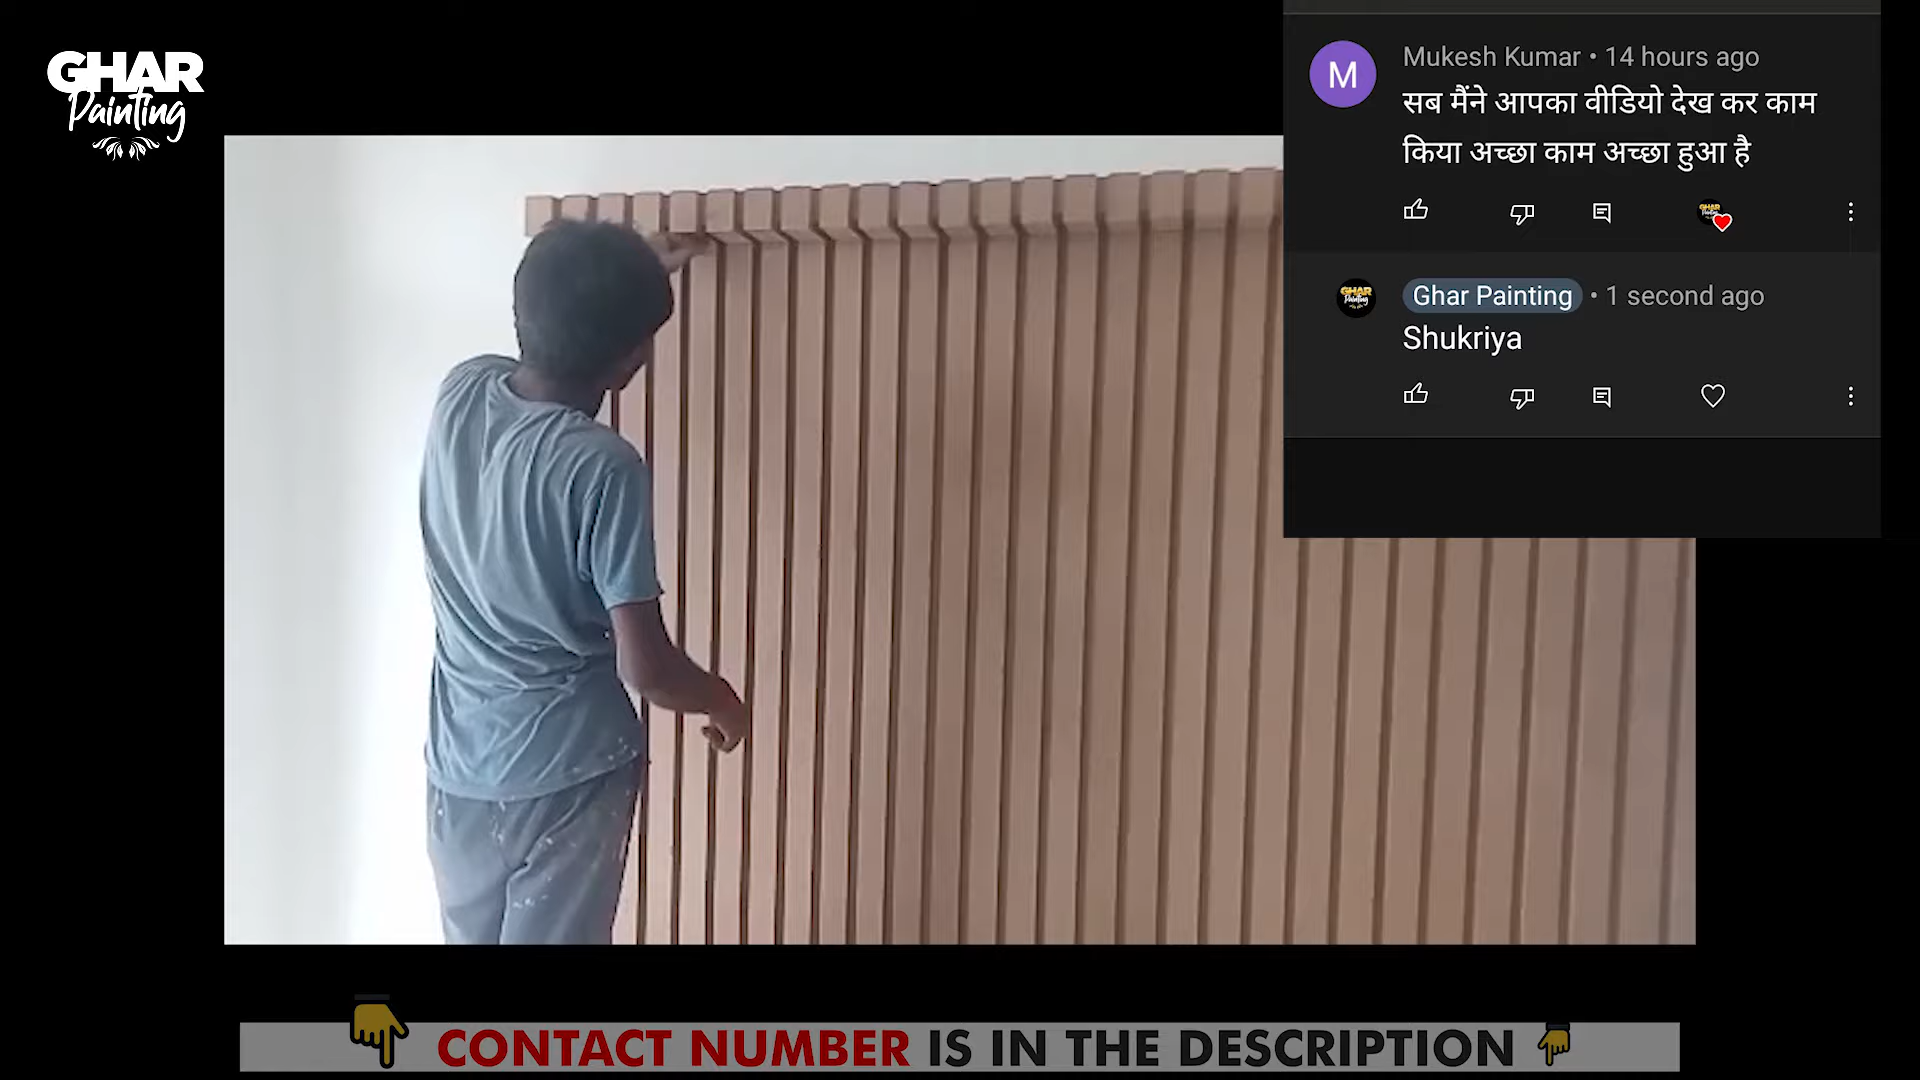 GHAR
Painting
Mukesh Kumar • 14 hours ago
सब मैंने आपका वीडियो देख कर काम
किया अच्छा काम अच्छा हुआ है
Ghar Painting • 1 second ago
Shukriya
CONTACT NUMBER IS IN THE DESCRIPTION